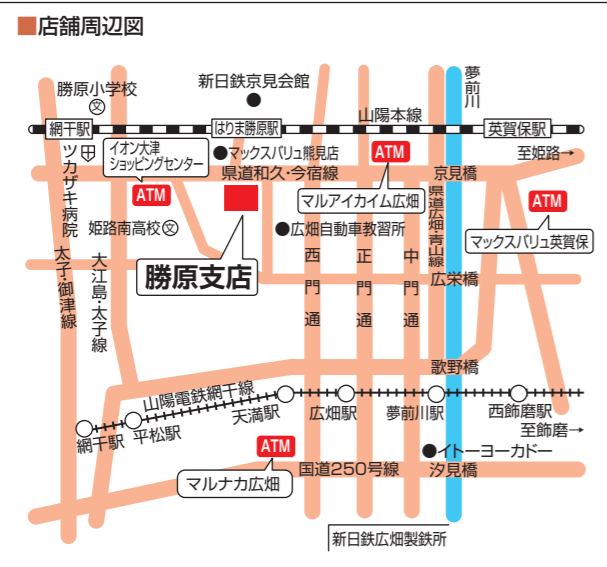 ■店舗周辺図
勝原小学校
文
新日鉄京見会館
夢前川
山陽本線
網干駅
はりま勝原駅
英賀保駅
至姫路→
イオン大津
ショッピングセンター
ATM
ツカザキ病院
マックスバリュ熊見店
県道和久・今宿線
ATM
マルアイカイム広畑
京見橋
ATM
マックスバリュ英賀保
姫路南高校
文
広畑自動車教習所
県道広畑・青山線
勝原支店
太子・御津線
大江島・太子線
西門通
正門通
中門通
広栄橋
歌野橋
山陽電鉄網干線
網干駅
平松駅
天満駅
広畑駅
夢前川駅
西飾磨駅
至飾磨→
ATM
マルナカ広畑
イトーヨーカドー
国道250号線
汐見橋
新日鉄広畑製鉄所